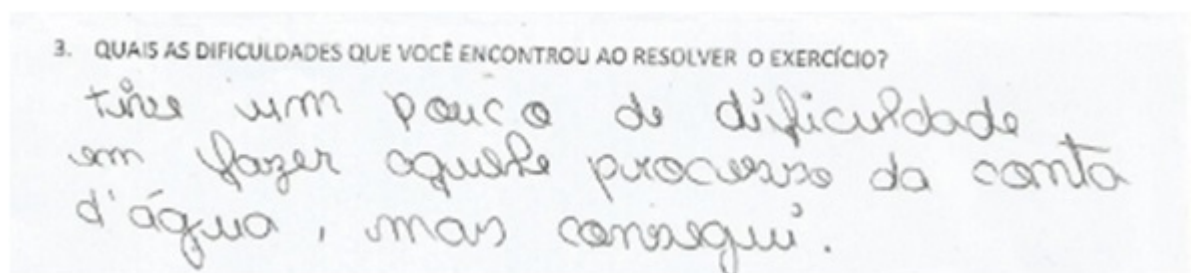 3. QUAIS AS DIFICULDADES QUE VOCÊ ENCONTROU AO RESOLVER O EXERCÍCIO?
tive um pouco de dificuldade
em fazer aquele processo da conta
d'água, mas consegui.